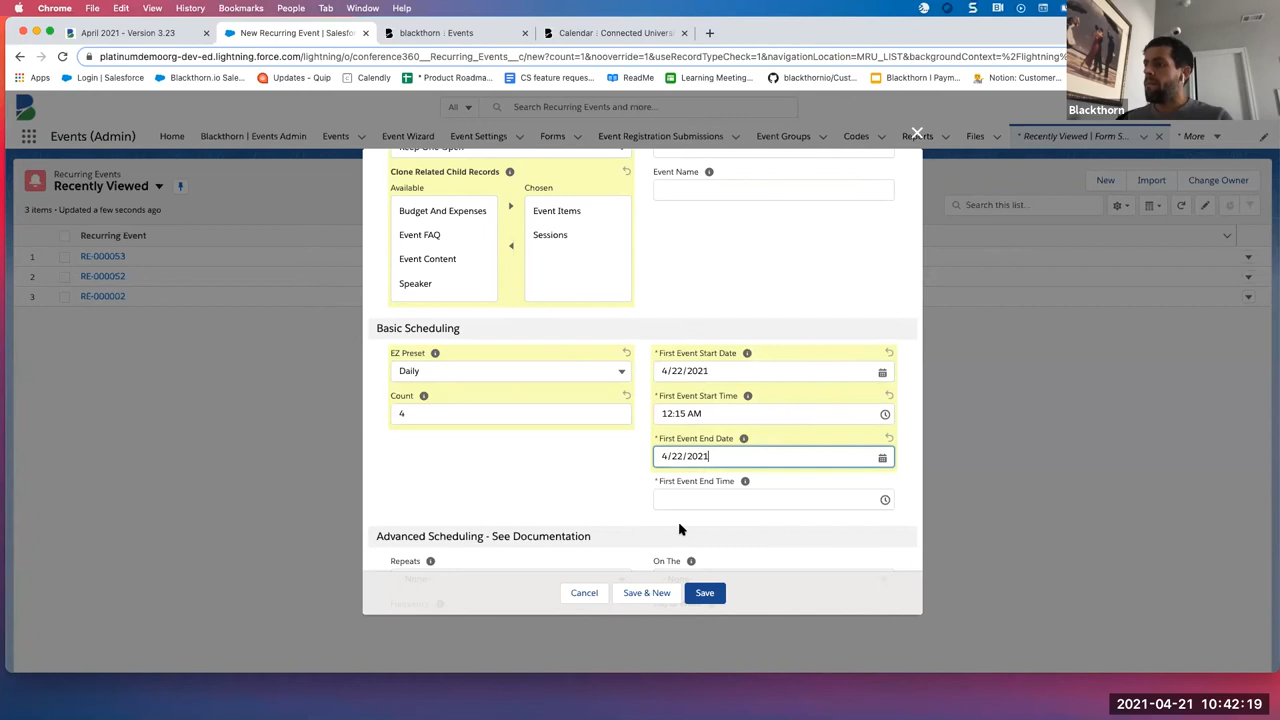 Chrome File Edit View History Bookmarks People Tab Window Help
April 2021 - Version 3.23
New Recurring Event | Salesfo
blackthorn : Events
Calendar | Connected Univers
platinumdemoorg-dev-ed.lightning.force.com/lightning/o/conference360__Recurring_Events__c/new?count=1&nooverride=1&useRecordTypeCheck=1&navigationLocation=MRU_LIST&backgroundContext=%2Flightning%
Apps Login | Salesforce Blackthorn.io Sales... Updates - Quip Calendly * Product Roadma... CS feature reques... ReadMe Learning Meeting... blackthornio/Cust... Blackthorn | Paym... Notion: Customer...
Blackthorn
All Search Recurring Events and more...
Events (Admin) Home Blackthorn | Events Admin Events Event Wizard Event Settings Forms Event Registration Submissions Event Groups Codes Reports Files * Recently Viewed | Form S... * More
Recurring Events
Recently Viewed
New Import Change Owner
3 items • Updated a few seconds ago
Search this list...
Recurring Event
1 RE-000053
2 RE-000052
3 RE-000002
Clone Related Child Records
Event Name
Available Chosen
Budget And Expenses
Event FAQ
Event Content
Speaker
Event Items
Sessions
Basic Scheduling
EZ Preset
Daily
Count
4
* First Event Start Date
4/22/2021
* First Event Start Time
12:15 AM
* First Event End Date
4/22/2021
* First Event End Time
Advanced Scheduling - See Documentation
Repeats
On The
Cancel Save & New Save
2021-04-21 10:42:19